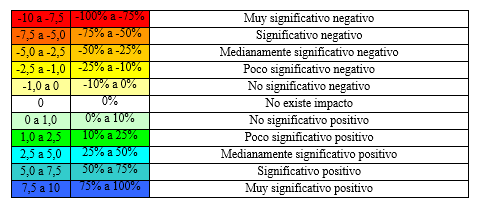 -10 a -7,5 -100% a -75% Muy significativo negativo
-7,5 a -5,0 -75% a -50% Significativo negativo
-5,0 a -2,5 -50% a -25% Medianamente significativo negativo
-2,5 a -1,0 -25% a -10% Poco significativo negativo
-1,0 a 0 -10% a 0% No significativo negativo
0 0% No existe impacto
0 a 1,0 0% a 10% No significativo positivo
1,0 a 2,5 10% a 25% Poco significativo positivo
2,5 a 5,0 25% a 50% Medianamente significativo positivo
5,0 a 7,5 50% a 75% Significativo positivo
7,5 a 10 75% a 100% Muy significativo positivo